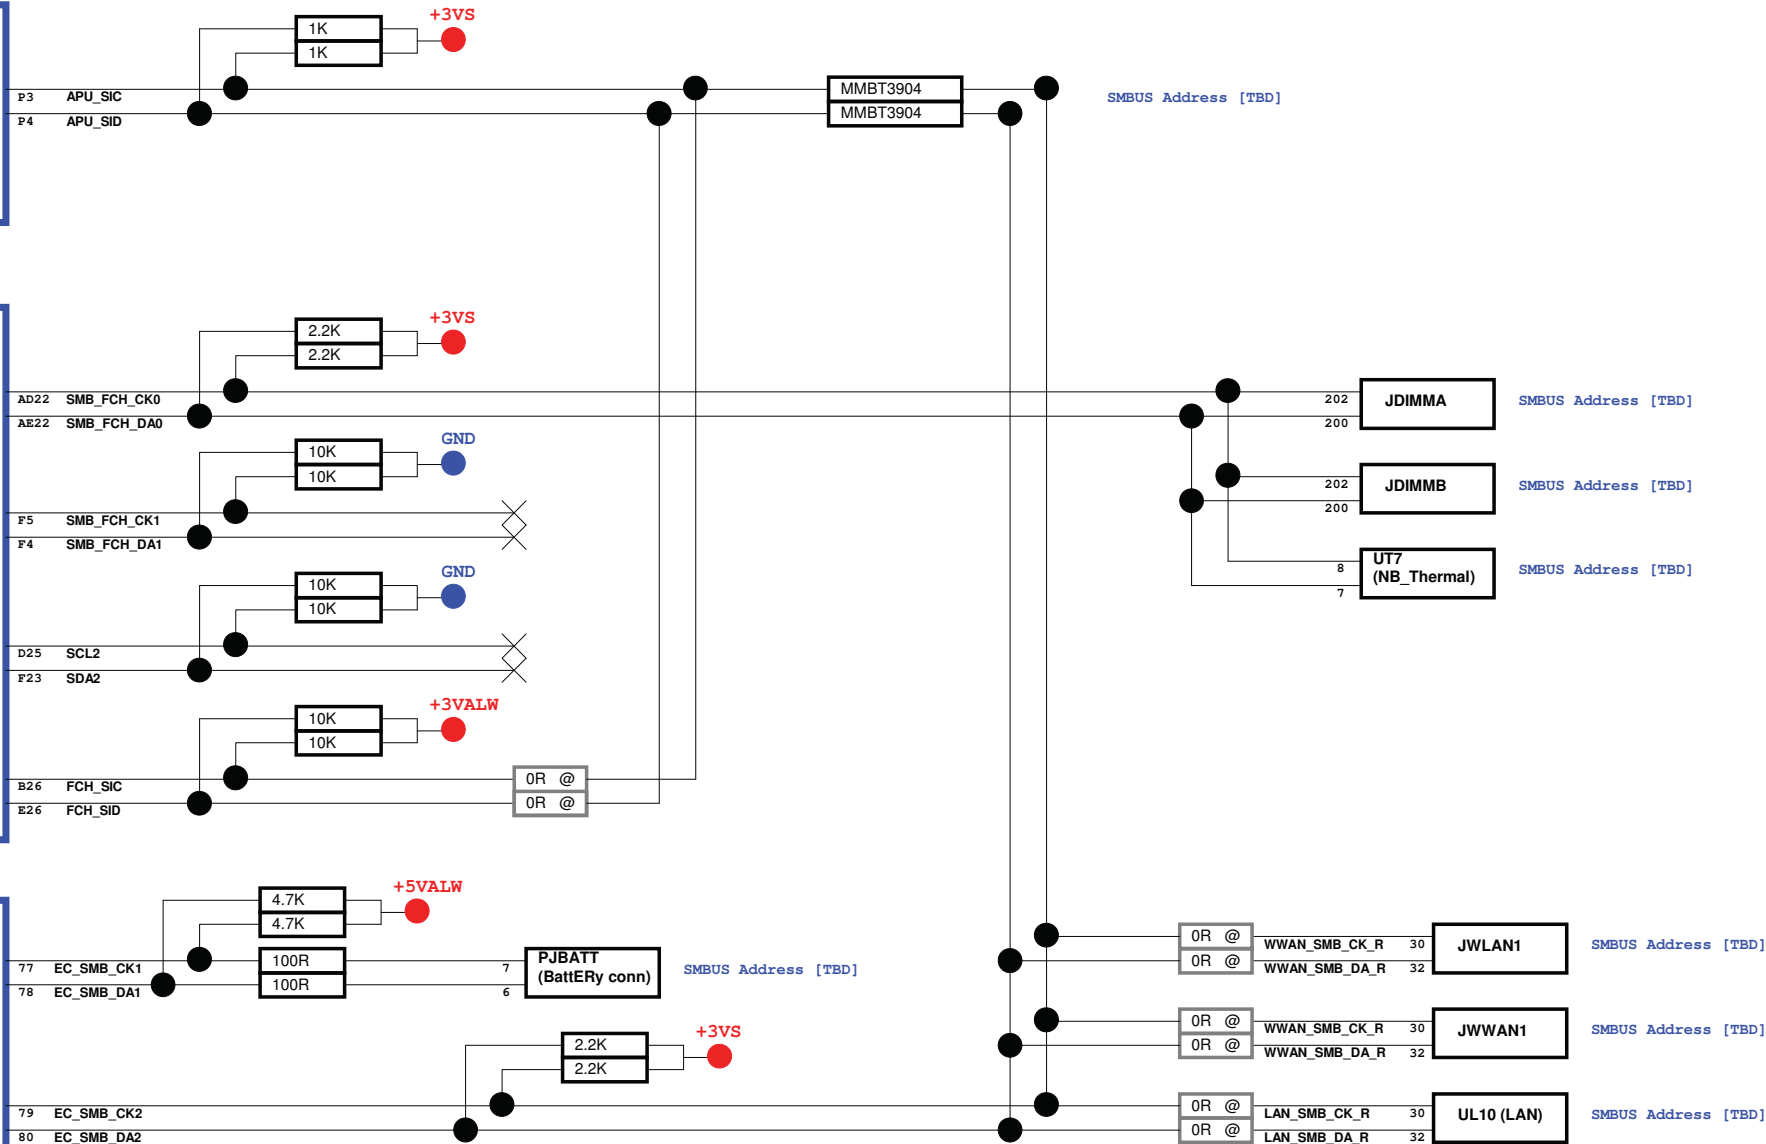 +3VS
1K
1K
P3 APU_SIC
MMBT3904
SMBUS Address [TBD]
P4 APU_SID
MMBT3904
+3VS
2.2K
2.2K
AD22 SMB_FCH_CK0
202
JDIMMA
SMBUS Address [TBD]
AE22 SMB_FCH_DA0
200
GND
10K
10K
202
JDIMMB
SMBUS Address [TBD]
200
F5 SMB_FCH_CK1
F4 SMB_FCH_DA1
UT7
8
(NB_Thermal)
SMBUS Address [TBD]
7
GND
10K
10K
D25 SCL2
F23 SDA2
+3VALW
10K
10K
B26 FCH_SIC
0R @
E26 FCH_SID
0R @
+5VALW
4.7K
4.7K
77 EC_SMB_CK1
100R
7
PJBATT
(BattERy conn)
SMBUS Address [TBD]
78 EC_SMB_DA1
100R
6
0R @
WWAN_SMB_CK_R 30
JWLAN1
SMBUS Address [TBD]
0R @
WWAN_SMB_DA_R 32
+3VS
2.2K
2.2K
0R @
WWAN_SMB_CK_R 30
JWWAN1
SMBUS Address [TBD]
0R @
WWAN_SMB_DA_R 32
79 EC_SMB_CK2
0R @
LAN_SMB_CK_R 30
UL10 (LAN)
SMBUS Address [TBD]
80 EC_SMB_DA2
0R @
LAN_SMB_DA_R 32